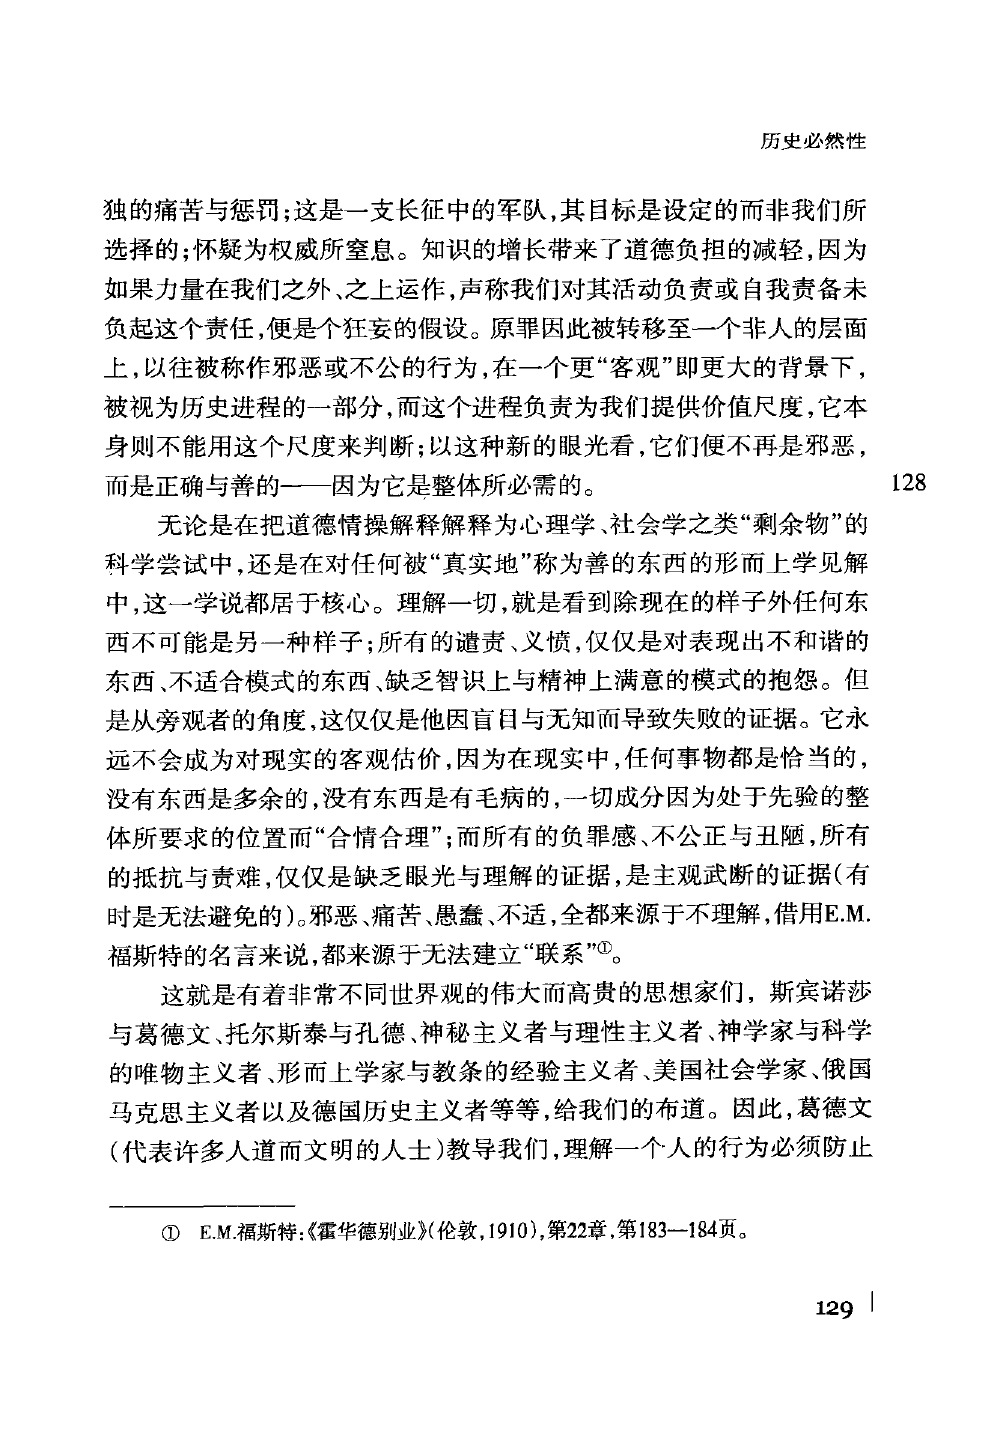 历史必然性
独的痛苦与惩罚；这是一支长征中的军队，其目标是设定的而非我们所
选择的；怀疑为权威所窒息。知识的增长带来了道德负担的减轻，因为
如果力量在我们之外、之上运作，声称我们对其活动负责或自我责备未
负起这个责任，便是个狂妄的假设。原罪因此被转移至一个非人的层面
上，以往被称作邪恶或不公的行为，在一个更“客观”即更大的背景下，
被视为历史进程的一部分，而这个进程负责为我们提供价值尺度，它本
身则不能用这个尺度来判断；以这种新的眼光看，它们便不再是邪恶，
而是正确与善的——因为它是整体所必需的。
128
无论是在把道德情操解释解释为心理学、社会学之类“剩余物”的
科学尝试中，还是在对任何被“真实地”称为善的东西的形而上学见解
中，这一学说都居于核心。理解一切，就是看到除现在的样子外任何东
西不可能是另一种样子；所有的谴责、义愤，仅仅是对表现出不和谐的
东西、不适合模式的东西、缺乏智识上与精神上满意的模式的抱怨。但
是从旁观者的角度，这仅仅是他因盲目与无知而导致失败的证据。它永
远不会成为对现实的客观估价，因为在现实中，任何事物都是恰当的，
没有东西是多余的，没有东西是有毛病的，一切成分因为处于先验的整
体所要求的位置而“合情合理”；而所有的负罪感、不公正与丑陋，所有
的抵抗与责难，仅仅是缺乏眼光与理解的证据，是主观武断的证据（有
时是无法避免的）。邪恶、痛苦、愚蠢、不适，全都来源于不理解，借用E.M.
福斯特的名言来说，都来源于无法建立“联系”①。
这就是有着非常不同世界观的伟大而高贵的思想家们，斯宾诺莎
与葛德文、托尔斯泰与孔德、神秘主义者与理性主义者、神学家与科学
的唯物主义者、形而上学家与教条的经验主义者、美国社会学家、俄国
马克思主义者以及德国历史主义者等等，给我们的布道。因此，葛德文
（代表许多人道而文明的人士）教导我们，理解一个人的行为必须防止
① E.M.福斯特：《霍华德别业》（伦敦，1910），第22章，第183—184页。
129